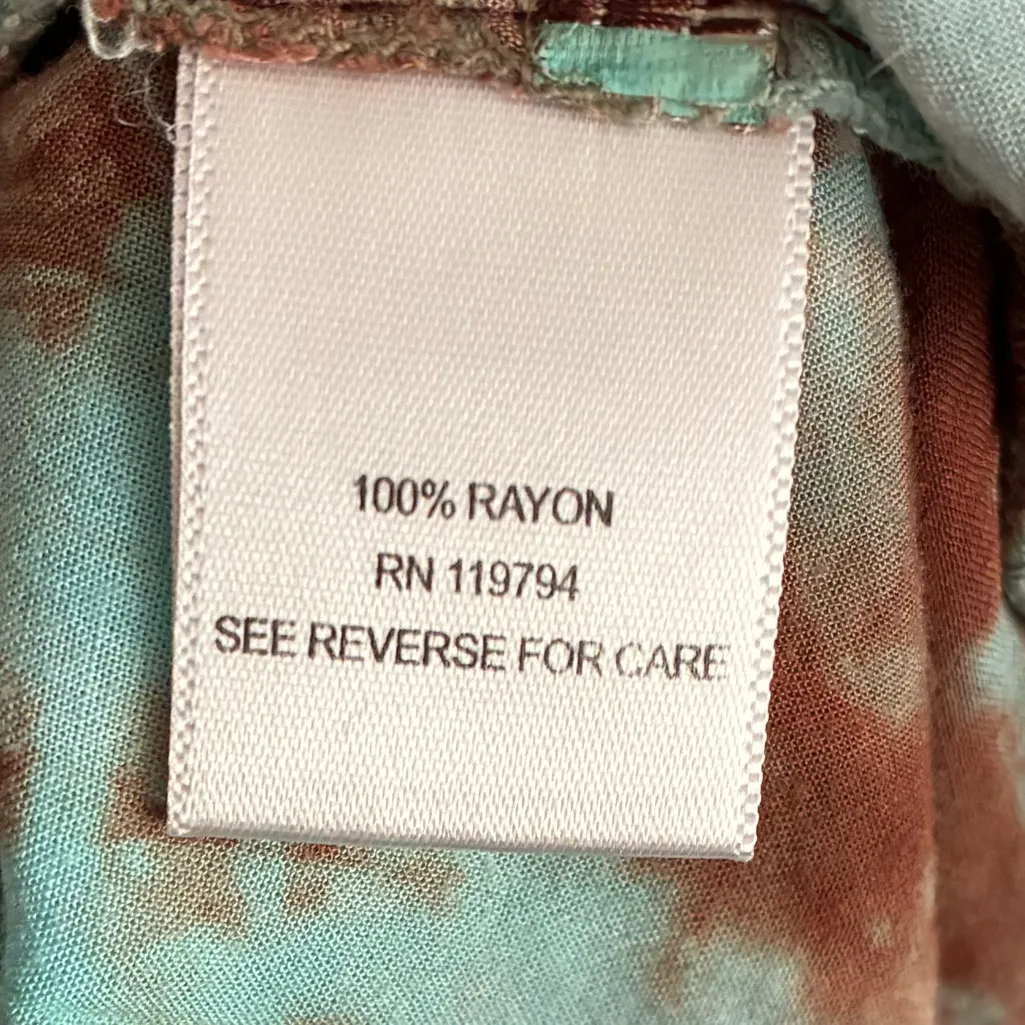 100% RAYON
RN 119794
SEE REVERSE FOR CARE